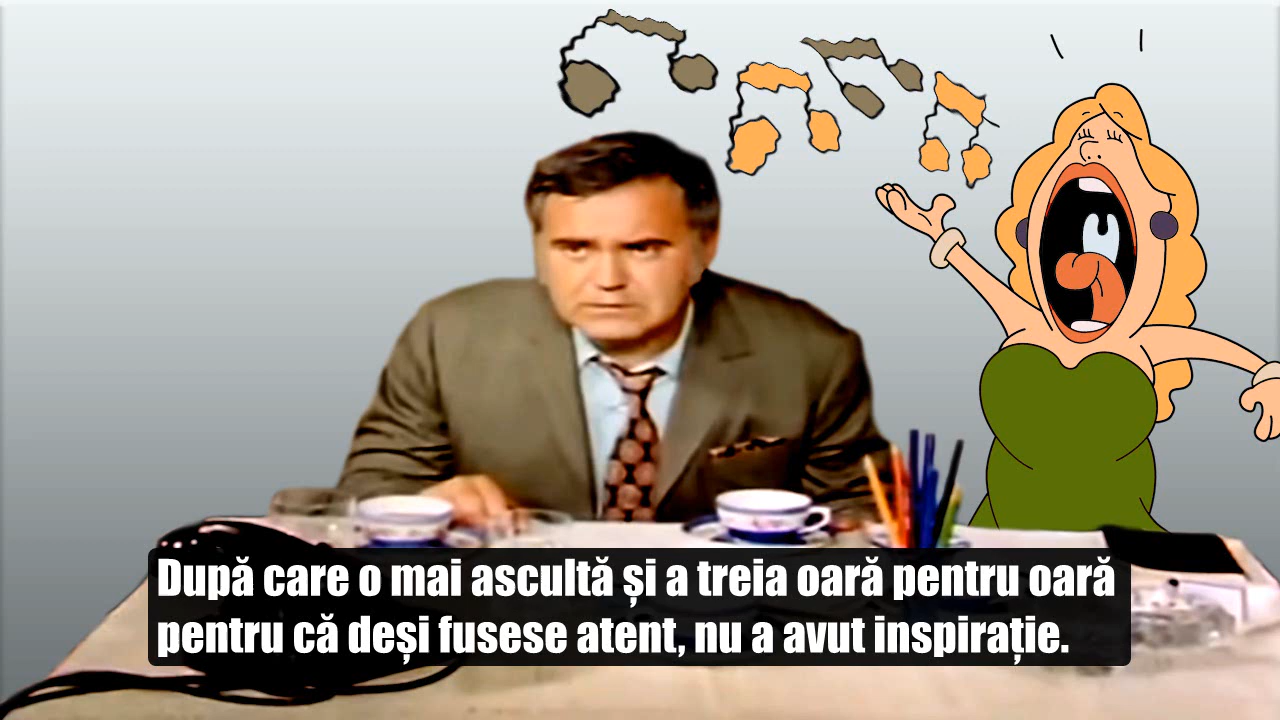 După care o mai ascultă și a treia oară pentru oară
pentru că deși fusese atent, nu a avut inspirație.